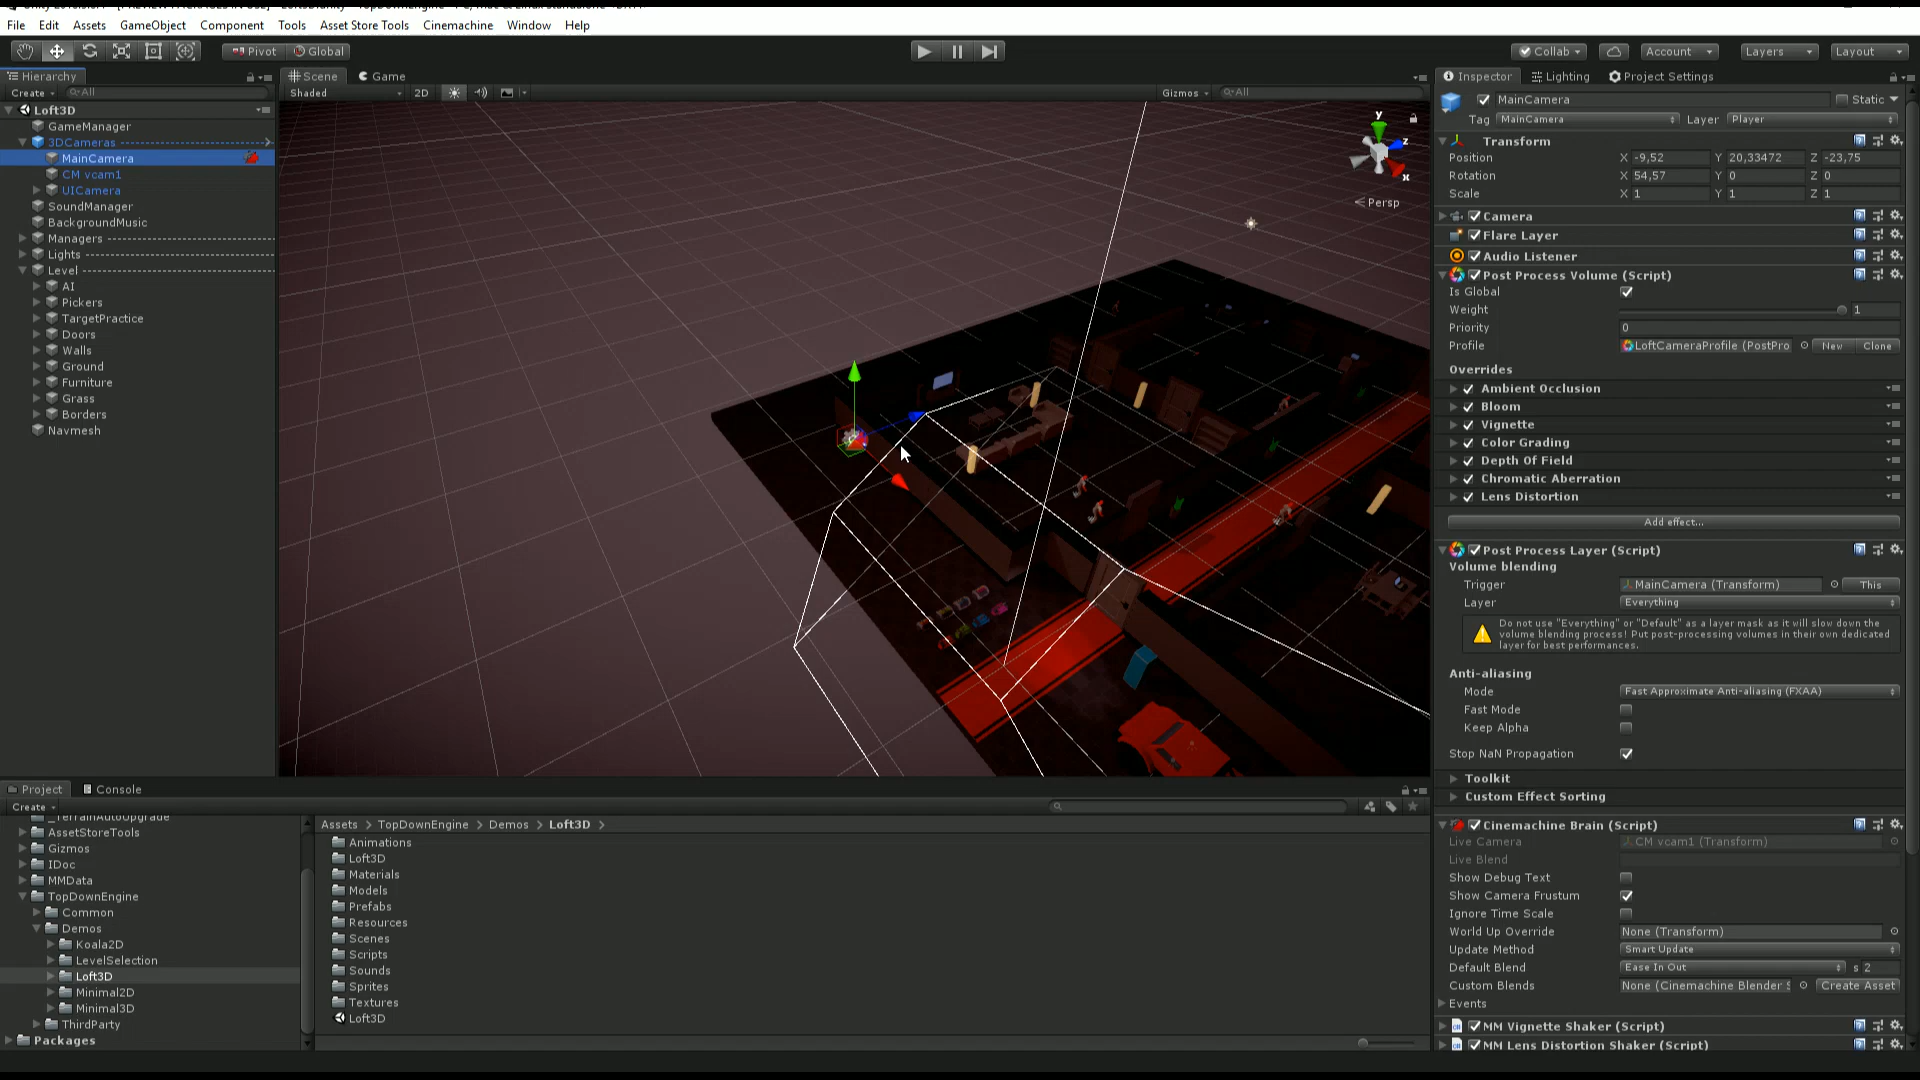 File Edit Assets GameObject Component Tools Asset Store Tools Cinemachine Window Help
Pivot Global Collab Account Layers Layout
Hierarchy
Create All
Loft3D
GameManager
3DCameras
MainCamera
CM vcam1
UICamera
SoundManager
BackgroundMusic
Managers
Lights
Level
AI
Pickers
TargetPractice
Doors
Walls
Ground
Furniture
Grass
Borders
Navmesh
Scene Game
Shaded 2D Gizmos All
y
z
x
Persp
Inspector Lighting Project Settings
MainCamera Static
Tag MainCamera Layer Player
Transform
Position X -9,52 Y 20,33472 Z -23,75
Rotation X 54,57 Y 0 Z 0
Scale X 1 Y 1 Z 1
Camera
Flare Layer
Audio Listener
Post Process Volume (Script)
Is Global
Weight 1
Priority 0
Profile LoftCameraProfile (PostPro New Clone
Overrides
Ambient Occlusion
Bloom
Vignette
Color Grading
Depth Of Field
Chromatic Aberration
Lens Distortion
Add effect...
Post Process Layer (Script)
Volume blending
Trigger MainCamera (Transform) This
Layer Everything
Do not use "Everything" or "Default" as a layer mask as it will slow down the
volume blending process! Put post-processing volumes in their own dedicated
layer for best performances.
Anti-aliasing
Mode Fast Approximate Anti-aliasing (FXAA)
Fast Mode
Keep Alpha
Stop NaN Propagation
Toolkit
Custom Effect Sorting
Cinemachine Brain (Script)
Live Camera CM vcam1 (Transform)
Live Blend
Show Debug Text
Show Camera Frustum
Ignore Time Scale
World Up Override None (Transform)
Update Method Smart Update
Default Blend Ease In Out s 2
Custom Blends None (Cinemachine Blender S Create Asset
Events
MM Vignette Shaker (Script)
MM Lens Distortion Shaker (Script)
Project Console
Create
_TerrainAutoUpgrade
AssetStoreTools
Gizmos
IDoc
MMData
TopDownEngine
Common
Demos
Koala2D
LevelSelection
Loft3D
Minimal2D
Minimal3D
ThirdParty
Packages
Assets > TopDownEngine > Demos > Loft3D >
Animations
Loft3D
Materials
Models
Prefabs
Resources
Scenes
Scripts
Sounds
Sprites
Textures
Loft3D